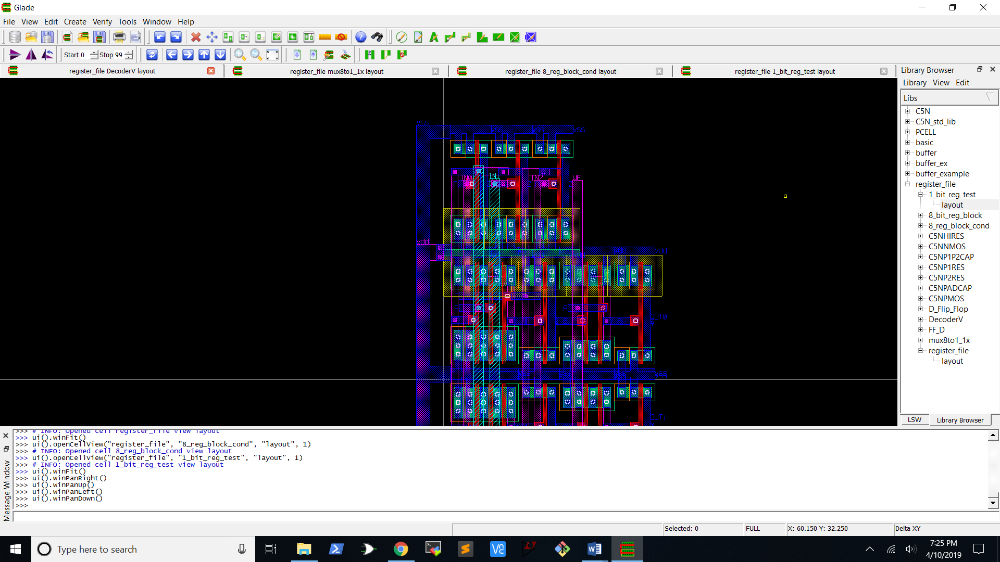 Glade
File View Edit Create Verify Tools Window Help
Start 0 Stop 99
register_file DecoderV layout
register_file mux8to1_1x layout
register_file 8_reg_block_cond layout
register_file 1_bit_reg_test layout
Library Browser
Library View Edit
Libs
C5N
C5N_std_lib
PCELL
basic
buffer
buffer_ex
buffer_example
register_file
1_bit_reg_test
layout
8_bit_reg_block
8_reg_block_cond
C5NHIRES
C5NNMOS
C5NP1P2CAP
C5NP1RES
C5NP2RES
C5NPADCAP
C5NPMOS
D_Flip_Flop
DecoderV
FF_D
mux8to1_1x
register_file
layout
LSW Library Browser
VSS
VSS
IN0
IN2
WE
vdd
vdd
OUT0
VSS
OUT1
Message Window
>>> # INFO: Opened cell register_file view layout
>>> ui().winFit()
>>> ui().openCellView("register_file", "8_reg_block_cond", "layout", 1)
>>> # INFO: Opened cell 8_reg_block_cond view layout
>>> ui().openCellView("register_file", "1_bit_reg_test", "layout", 1)
>>> # INFO: Opened cell 1_bit_reg_test view layout
>>> ui().winFit()
>>> ui().winPanRight()
>>> ui().winPanUp()
>>> ui().winPanLeft()
>>> ui().winPanDown()
>>>
Selected: 0 FULL X: 60.150 Y: 32.250 Delta XY
Type here to search
7:25 PM
4/10/2019